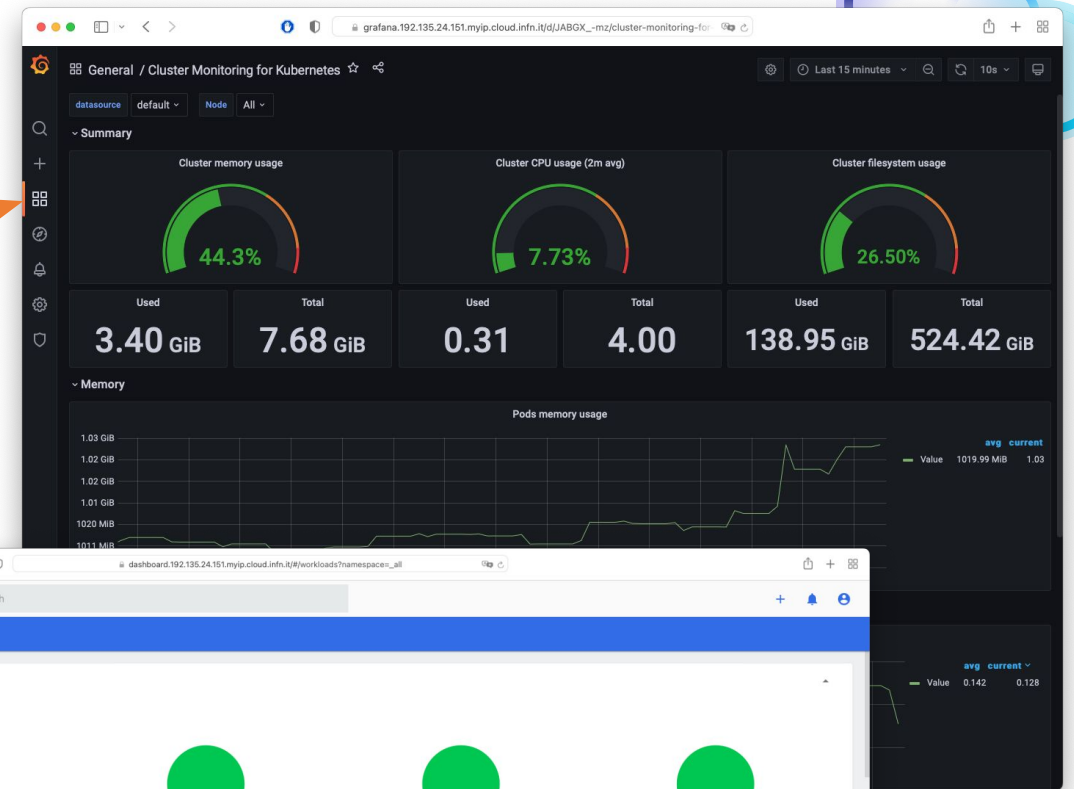 grafana.192.135.24.151.myip.cloud.infn.it/d/JABGX_-mz/cluster-monitoring-for-
General / Cluster Monitoring for Kubernetes
Last 15 minutes
10s
datasource default Node All
Summary
Cluster memory usage
Cluster CPU usage (2m avg)
Cluster filesystem usage
44.3%
7.73%
26.50%
Used Total Used Total Used Total
3.40 GiB 7.68 GiB 0.31 4.00 138.95 GiB 524.42 GiB
Memory
Pods memory usage
1.03 GiB
1.02 GiB
1.02 GiB
1.01 GiB
1020 MiB
1011 MiB
avg current
Value 1019.99 MiB 1.03
dashboard.192.135.24.151.myip.cloud.infn.it/#/workloads?namespace=_all
avg current
Value 0.142 0.128